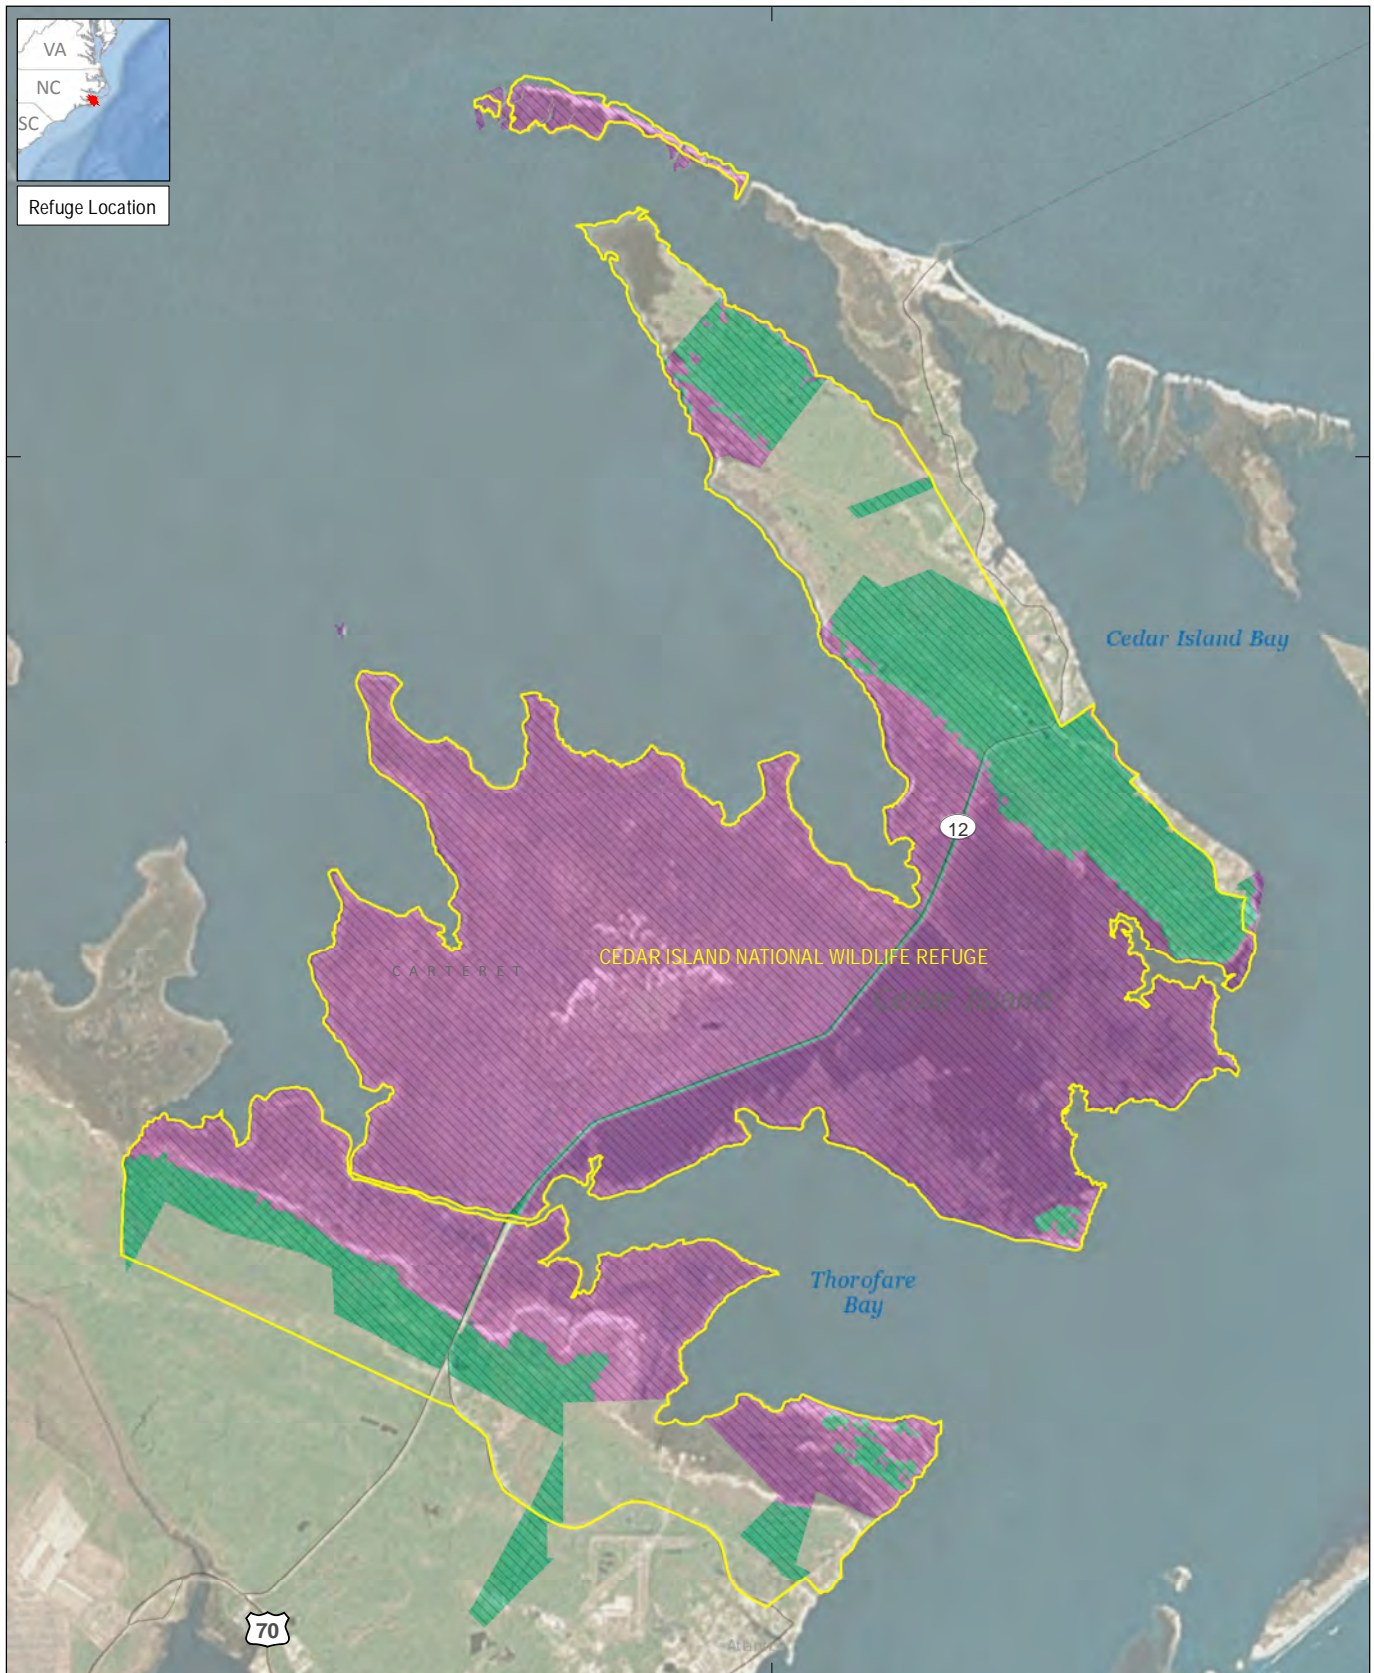 VA
NC
SC
Refuge Location
Cedar Island Bay
12
CEDAR ISLAND NATIONAL WILDLIFE REFUGE
CARTERET
Cedar Island
Thorofare
Bay
70
Atlantic